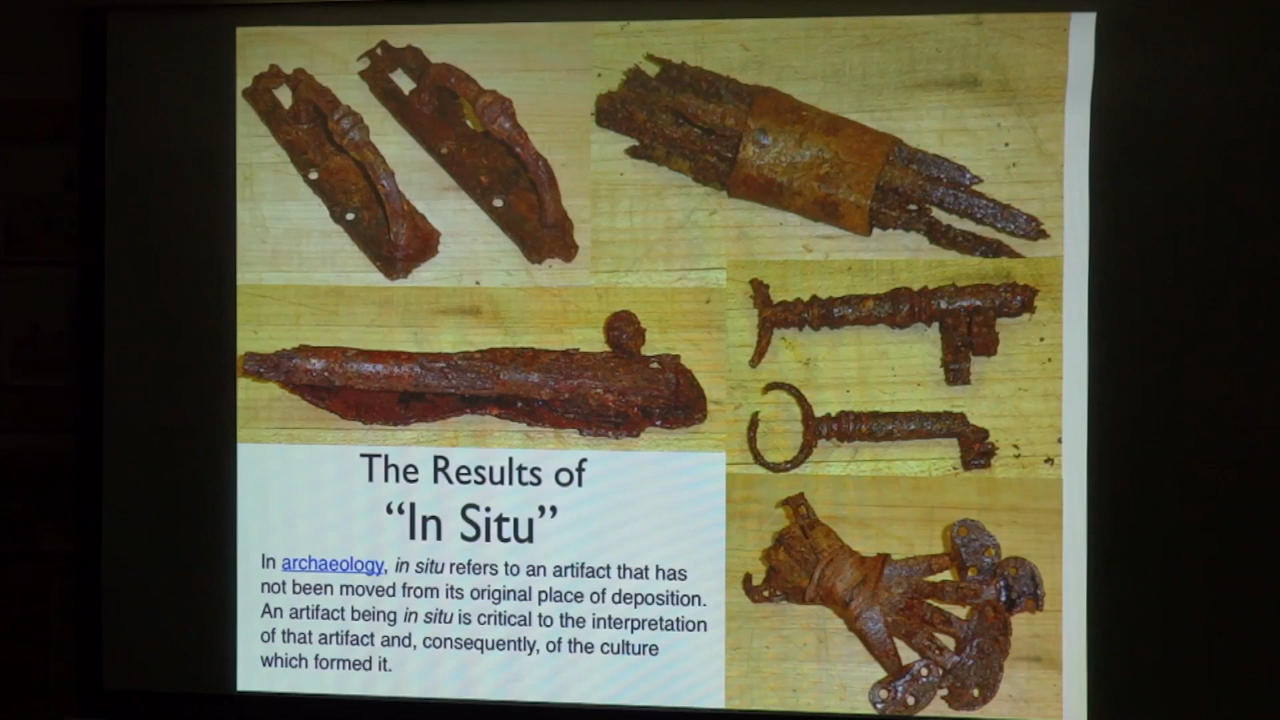 The Results of
“In Situ”
In archaeology, in situ refers to an artifact that has
not been moved from its original place of deposition.
An artifact being in situ is critical to the interpretation
of that artifact and, consequently, of the culture
which formed it.